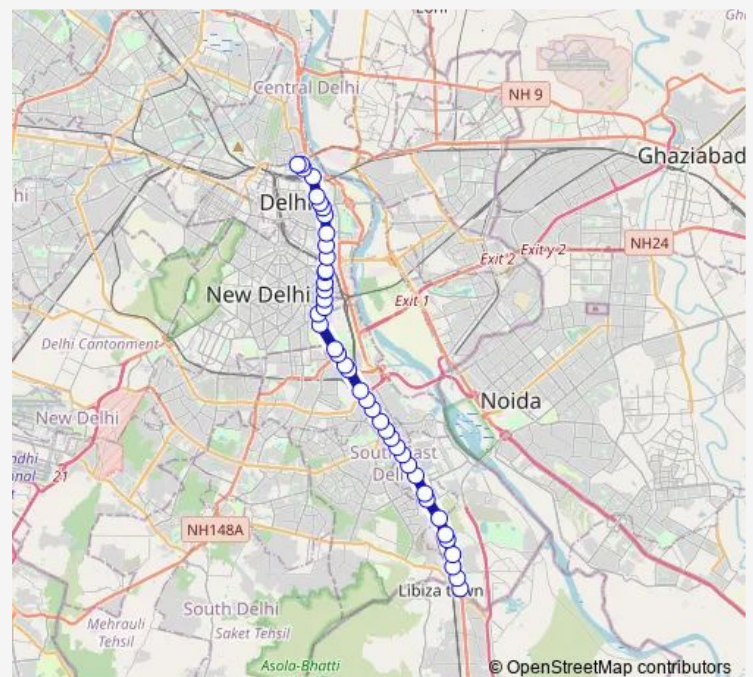 Central Delhi
NH 9
Ghaziabad
Delhi
NH24
Exit y-2
Exit 2
New Delhi
Exit 1
Delhi Cantonment
Noida
New Delhi
21
South East
Delhi
NH148A
Libiza town
South Delhi
Mehrauli
Tehsil
Saket Tehsil
Asola-Bhatti
© OpenStreetMap contributors